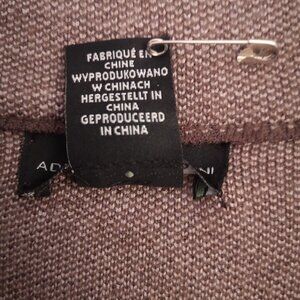 FABRIQUÉ EN
CHINE
WYPRODUKOWANO
W CHINACH
HERGESTELLT IN
CHINA
GEPRODUCEERD
IN CHINA